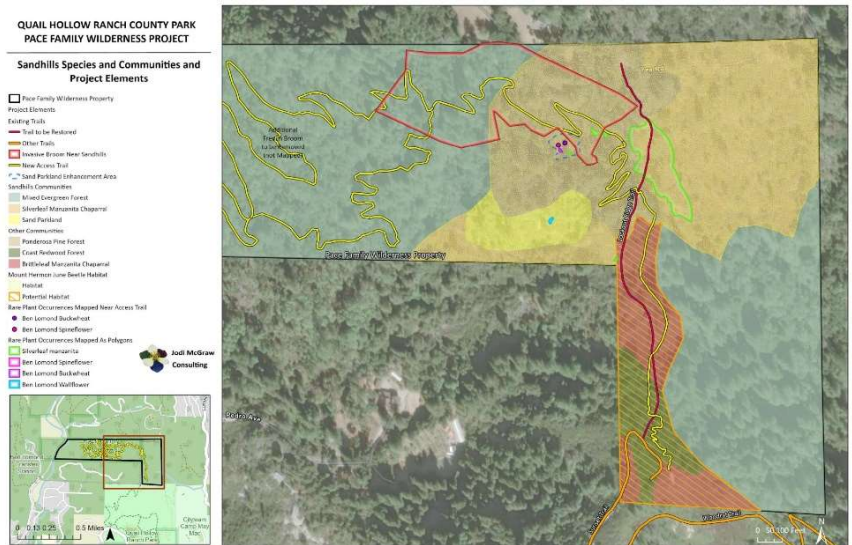 QUAIL HOLLOW RANCH COUNTY PARK
PACE FAMILY WILDERNESS PROJECT
Sandhills Species and Communities and
Project Elements
Pace Family Wilderness Property
Project Elements
Existing Trails
Trail to be Restored
Other Trails
Invasive Broom Near Sandhills
New Access Trail
Sand Parkland Enhancement Area
Sandhills Communities
Mixed Evergreen Forest
Silverleaf Manzanita Chaparral
Sand Parkland
Other Communities
Ponderosa Pine Forest
Coast Redwood Forest
Brittleleaf Manzanita Chaparral
Mount Hermon June Beetle Habitat
Habitat
Potential Habitat
Rare Plant Occurrences Mapped Near Access Trail
Ben Lomond Buckwheat
Ben Lomond Spineflower
Rare Plant Occurrences Mapped As Polygons
Silverleaf manzanita
Ben Lomond Spineflower
Ben Lomond Buckwheat
Ben Lomond Wallflower
Jodi McGraw
Consulting
Additional
French Broom
to be Removed
(not Mapped)
Pace Family Wilderness Property
Sunset Trail
Quail Hollow
Ranch Park
0 0.13 0.25 0.5 Miles
N
0 50 100 Feet
N